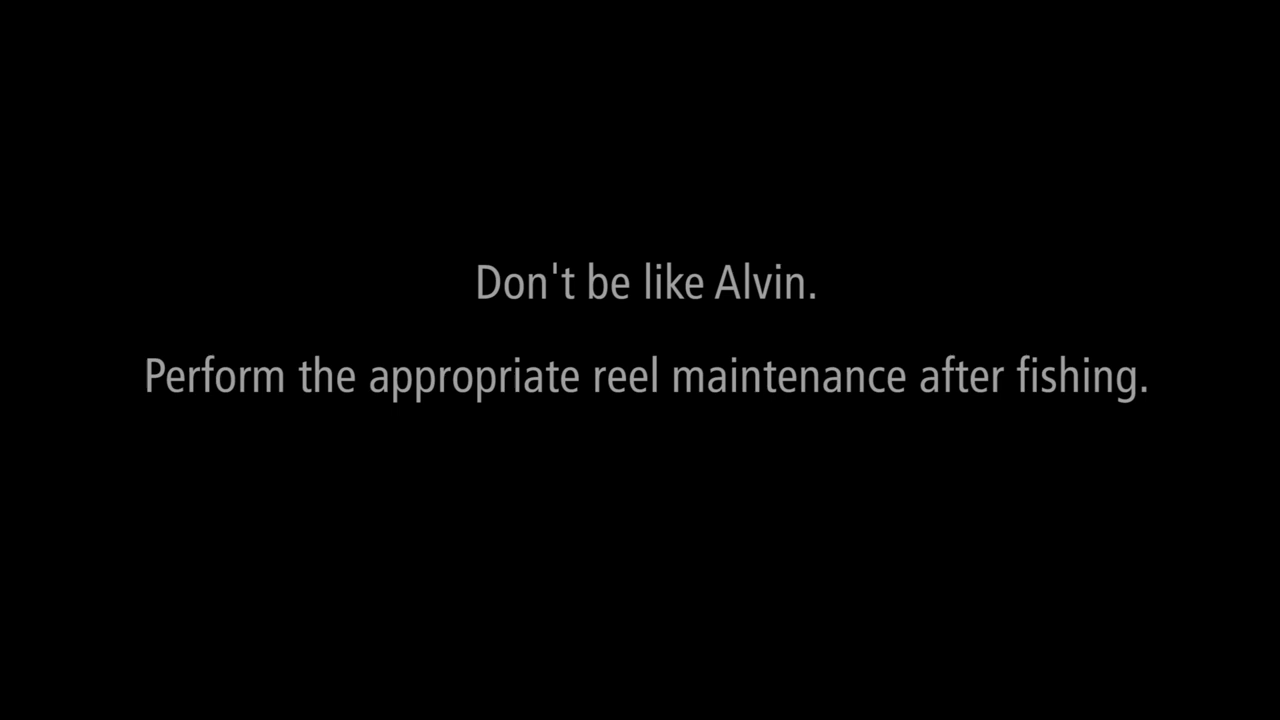 Don't be like Alvin.
Perform the appropriate reel maintenance after fishing.